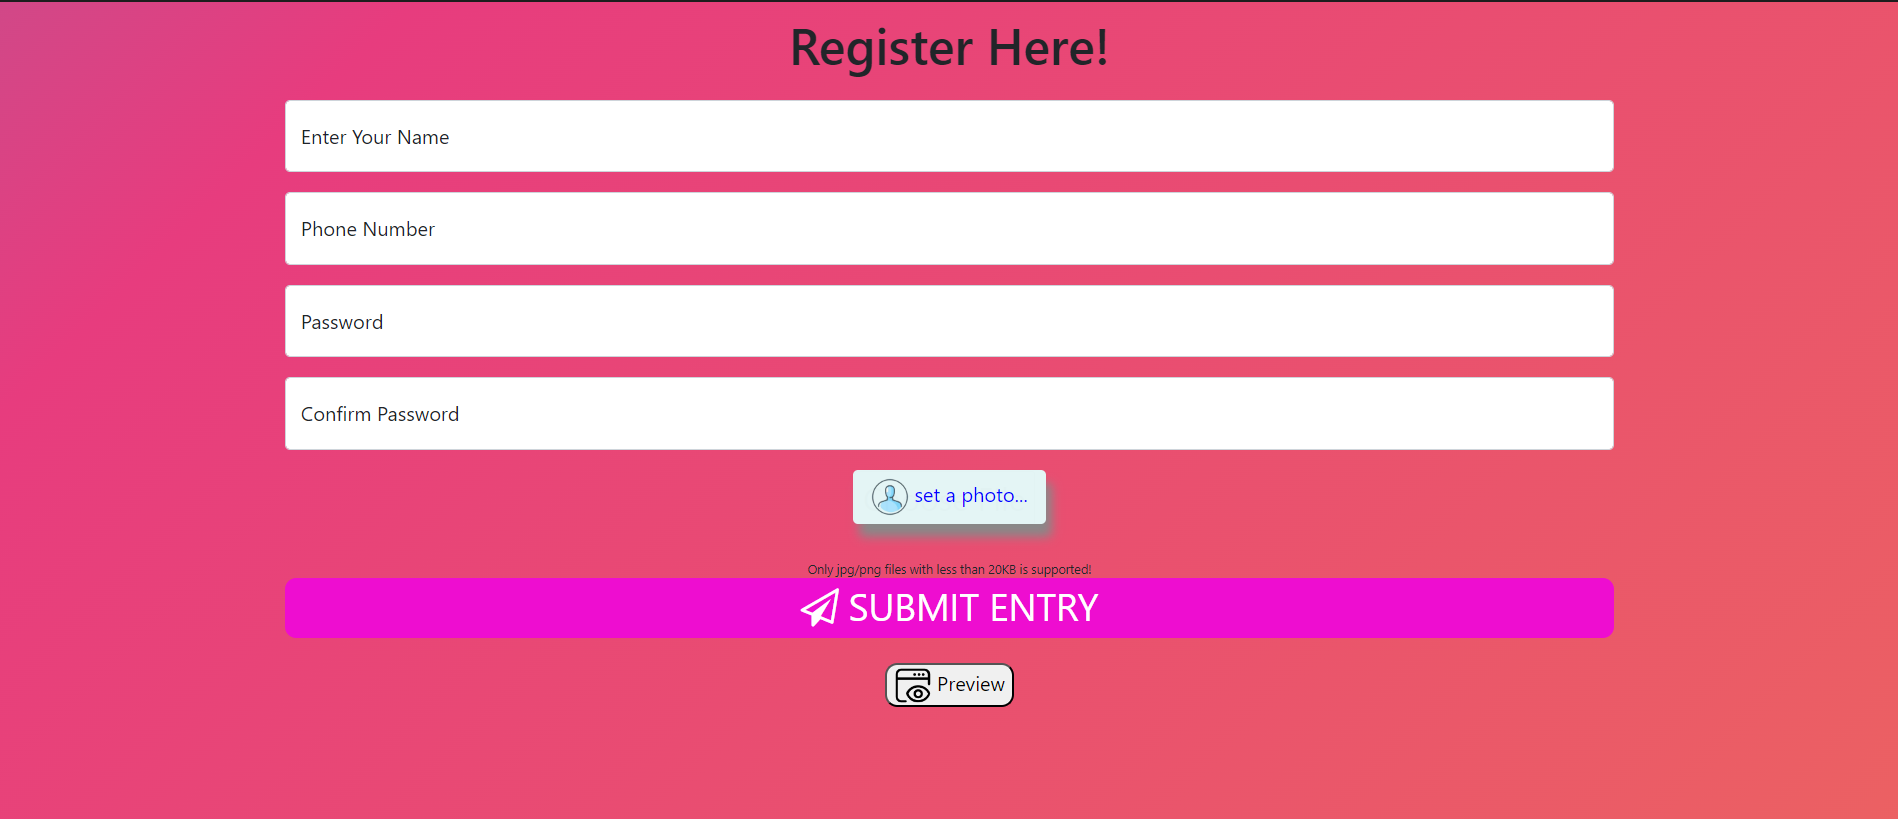 Register Here!
Enter Your Name
Phone Number
Password
Confirm Password
set a photo...
Only jpg/png files with less than 20KB is supported!
SUBMIT ENTRY
Preview